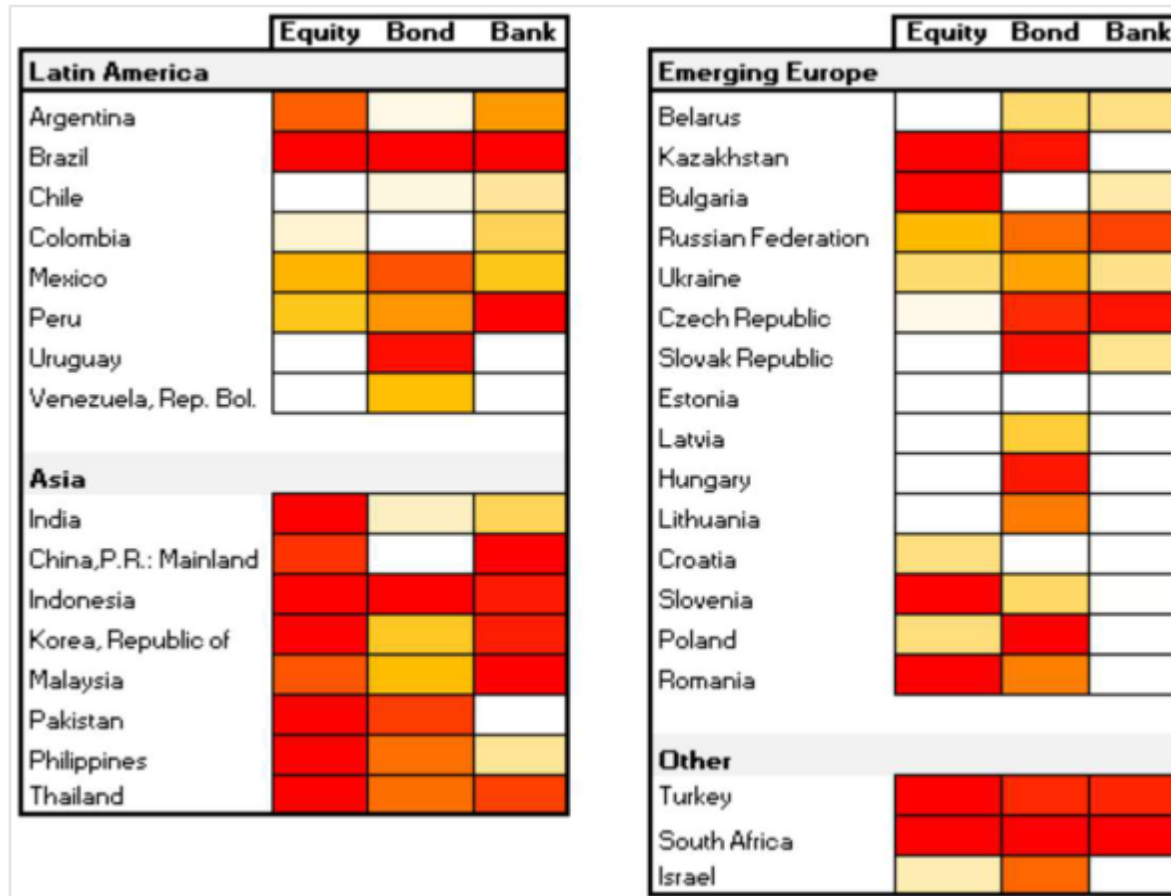 Equity Bond Bank
Latin America
Argentina
Brazil
Chile
Colombia
Mexico
Peru
Uruguay
Venezuela, Rep. Bol.
Asia
India
China,P.R.: Mainland
Indonesia
Korea, Republic of
Malaysia
Pakistan
Philippines
Thailand
Equity Bond Bank
Emerging Europe
Belarus
Kazakhstan
Bulgaria
Russian Federation
Ukraine
Czech Republic
Slovak Republic
Estonia
Latvia
Hungary
Lithuania
Croatia
Slovenia
Poland
Romania
Other
Turkey
South Africa
Israel